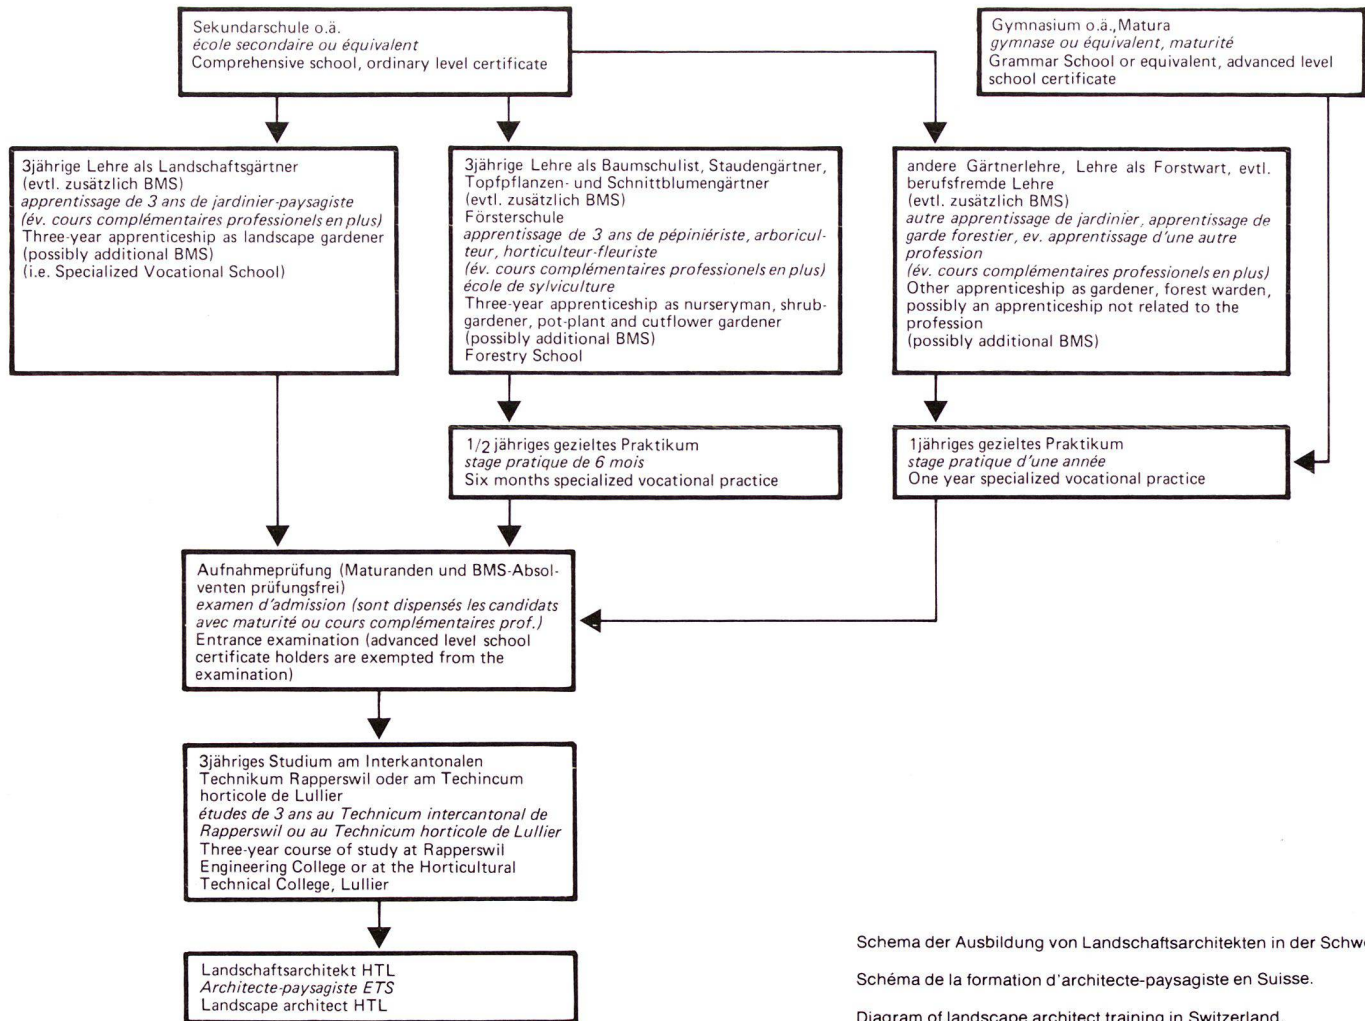 Sekundarschule o.ä.
école secondaire ou équivalent
Comprehensive school, ordinary level certificate
Gymnasium o.ä., Matura
gymnase ou équivalent, maturité
Grammar School or equivalent, advanced level
school certificate
3jährige Lehre als Landschaftsgärtner
(evtl. zusätzlich BMS)
apprentissage de 3 ans de jardinier-paysagiste
(év. cours complémentaires professionels en plus)
Three-year apprenticeship as landscape gardener
(possibly additional BMS)
(i.e. Specialized Vocational School)
3jährige Lehre als Baumschulist, Staudengärtner,
Topfpflanzen- und Schnittblumengärtner
(evtl. zusätzlich BMS)
Försterschule
apprentissage de 3 ans de pépiniériste, arboricul-
teur, horticulteur-fleuriste
(év. cours complémentaires professionels en plus)
école de sylviculture
Three-year apprenticeship as nurseryman, shrub-
gardener, pot-plant and cutflower gardener
(possibly additional BMS)
Forestry School
andere Gärtnerlehre, Lehre als Forstwart, evtl.
berufsfremde Lehre
(evtl. zusätzlich BMS)
autre apprentissage de jardinier, apprentissage de
garde forestier, ev. apprentissage d'une autre
profession
(év. cours complémentaires professionels en plus)
Other apprenticeship as gardener, forest warden,
possibly an apprenticeship not related to the
profession
(possibly additional BMS)
1/2 jähriges gezieltes Praktikum
stage pratique de 6 mois
Six months specialized vocational practice
1jähriges gezieltes Praktikum
stage pratique d'une année
One year specialized vocational practice
Aufnahmeprüfung (Maturanden und BMS-Absol-
venten prüfungsfrei)
examen d'admission (sont dispensés les candidats
avec maturité ou cours complémentaires prof.)
Entrance examination (advanced level school
certificate holders are exempted from the
examination)
3jähriges Studium am Interkantonalen
Technikum Rapperswil oder am Techincum
horticole de Lullier
études de 3 ans au Technicum intercantonal de
Rapperswil ou au Technicum horticole de Lullier
Three-year course of study at Rapperswil
Engineering College or at the Horticultural
Technical College, Lullier
Landschaftsarchitekt HTL
Architecte-paysagiste ETS
Landscape architect HTL
Schema der Ausbildung von Landschaftsarchitekten in der Schwe
Schéma de la formation d'architecte-paysagiste en Suisse.
Diagram of landscape architect training in Switzerland.